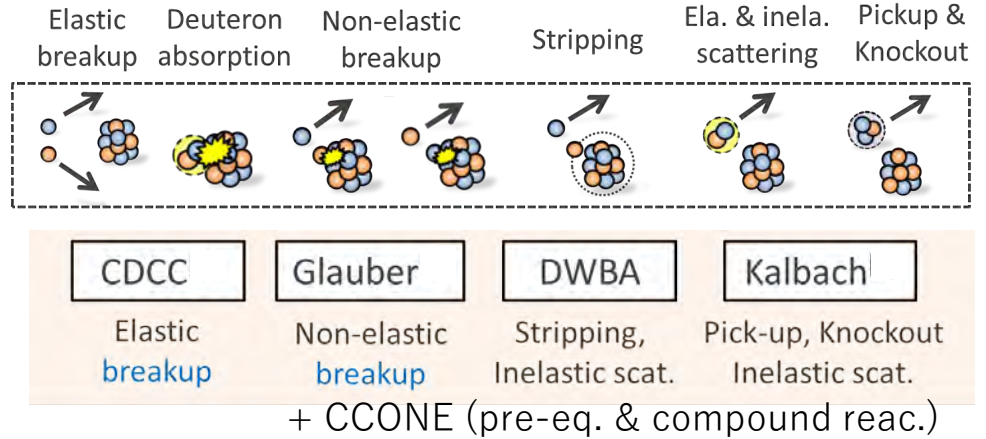 Elastic
breakup
Deuteron
absorption
Non-elastic
breakup
Stripping
Ela. & inela.
scattering
Pickup &
Knockout
CDCC
Glauber
DWBA
Kalbach
Elastic
breakup
Non-elastic
breakup
Stripping,
Inelastic scat.
Pick-up, Knockout
Inelastic scat.
+ CCONE (pre-eq. & compound reac.)